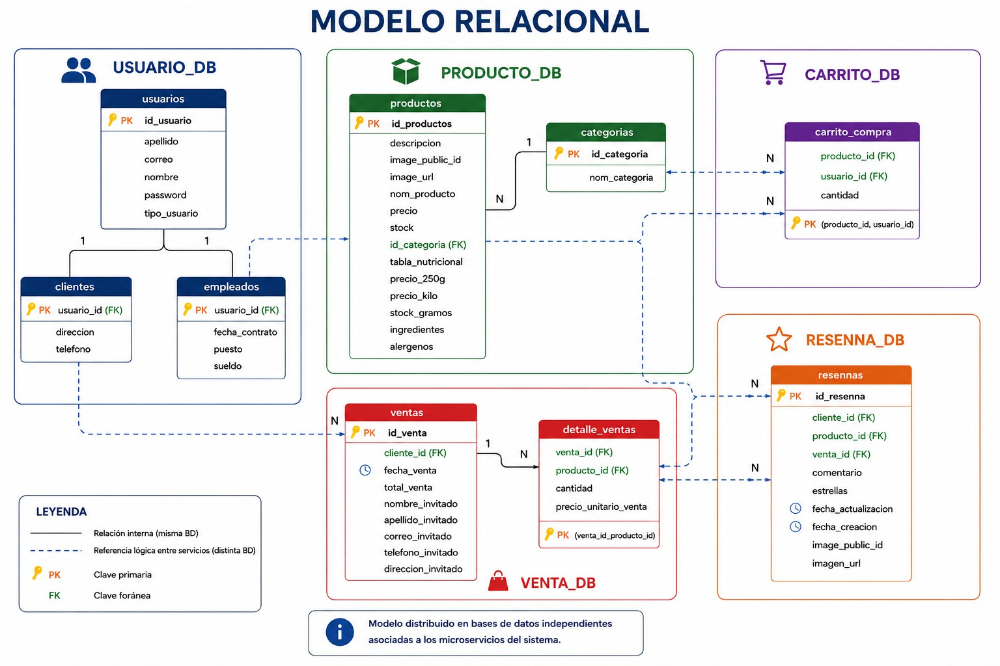 MODELO RELACIONAL
USUARIO_DB
usuarios
PK id_usuario
apellido
correo
nombre
password
tipo_usuario
1
1
clientes
PK usuario_id (FK)
direccion
telefono
empleados
PK usuario_id (FK)
fecha_contrato
puesto
sueldo
PRODUCTO_DB
productos
PK id_productos
descripcion
image_public_id
image_url
nom_producto
precio
stock
id_categoria (FK)
tabla_nutricional
precio_250g
precio_kilo
stock_gramos
ingredientes
alergenos
1
N
categorias
PK id_categoria
nom_categoria
CARRITO_DB
N
N
carrito_compra
producto_id (FK)
usuario_id (FK)
cantidad
PK (producto_id, usuario_id)
N
ventas
PK id_venta
cliente_id (FK)
fecha_venta
total_venta
nombre_invitado
apellido_invitado
correo_invitado
telefono_invitado
direccion_invitado
1
N
detalle_ventas
venta_id (FK)
producto_id (FK)
cantidad
precio_unitario_venta
PK (venta_id_producto_id)
VENTA_DB
RESENNA_DB
N
N
resennas
PK id_resenna
cliente_id (FK)
producto_id (FK)
venta_id (FK)
comentario
estrellas
fecha_actualizacion
fecha_creacion
image_public_id
imagen_url
LEYENDA
Relación interna (misma BD)
Referencia lógica entre servicios (distinta BD)
PK Clave primaria
FK Clave foránea
i
Modelo distribuido en bases de datos independientes
asociadas a los microservicios del sistema.